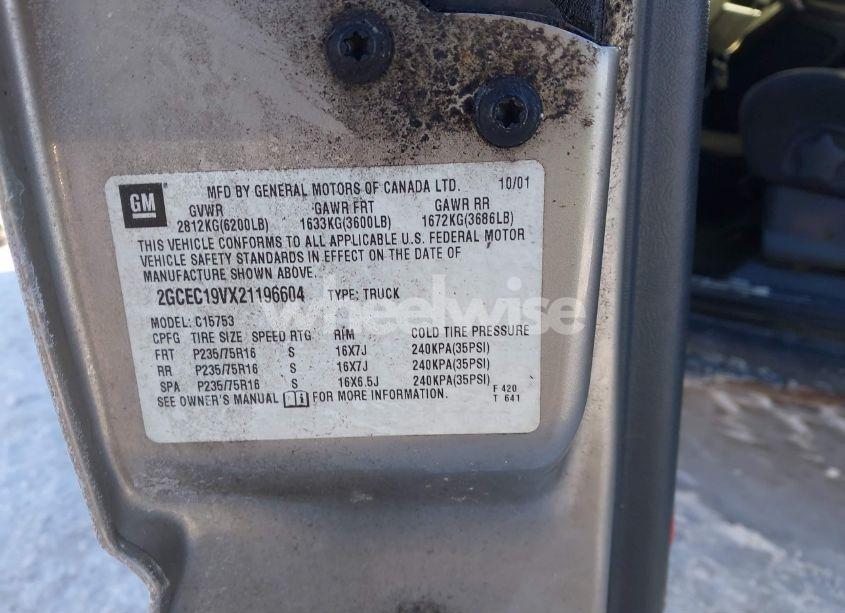 GM
MFD BY GENERAL MOTORS OF CANADA LTD. 10/01
GVWR GAWR FRT GAWR RR
2812KG(6200LB) 1633KG(3600LB) 1672KG(3686LB)
THIS VEHICLE CONFORMS TO ALL APPLICABLE U.S. FEDERAL MOTOR
VEHICLE SAFETY STANDARDS IN EFFECT ON THE DATE OF
MANUFACTURE SHOWN ABOVE.
2GCEC19VX21196604 TYPE: TRUCK
MODEL: C15753
CPFG TIRE SIZE SPEED RTG RIM COLD TIRE PRESSURE
FRT P235/75R16 S 16X7J 240KPA(35PSI)
RR P235/75R16 S 16X7J 240KPA(35PSI)
SPA P235/75R16 S 16X6.5J 240KPA(35PSI)
SEE OWNER'S MANUAL i FOR MORE INFORMATION.
F 420
T 641
wheelwise